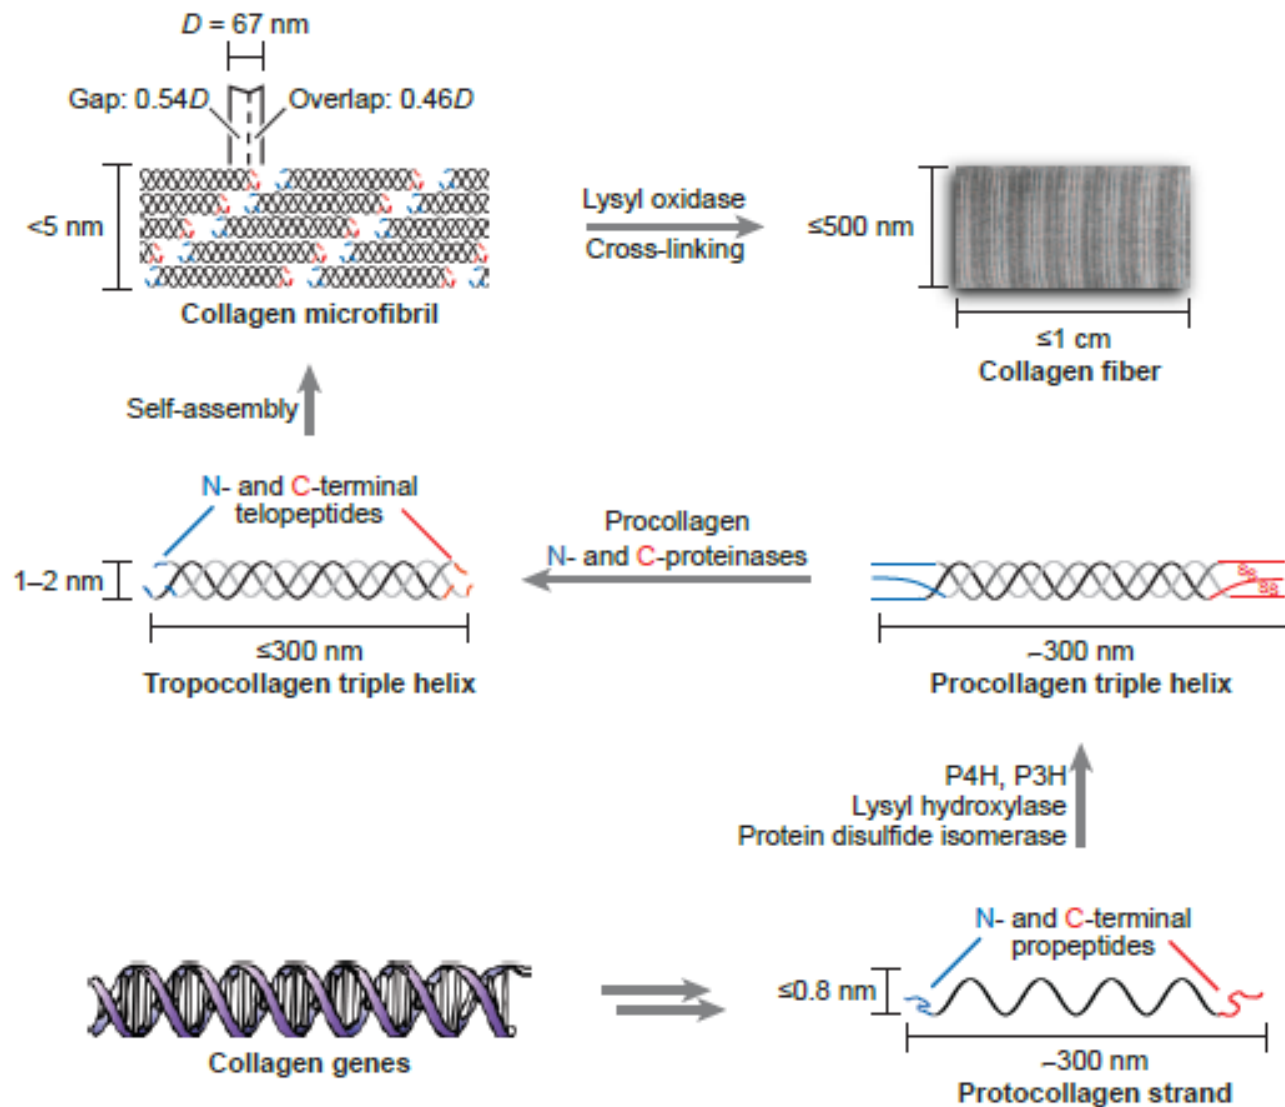 D = 67 nm
Gap: 0.54D
Overlap: 0.46D
<5 nm
Collagen microfibril
Lysyl oxidase
Cross-linking
≤500 nm
≤1 cm
Collagen fiber
Self-assembly
N- and C-terminal
telopeptides
1–2 nm
≤300 nm
Tropocollagen triple helix
Procollagen
N- and C-proteinases
S
S
S
S
–300 nm
Procollagen triple helix
P4H, P3H
Lysyl hydroxylase
Protein disulfide isomerase
N- and C-terminal
propeptides
≤0.8 nm
–300 nm
Protocollagen strand
Collagen genes